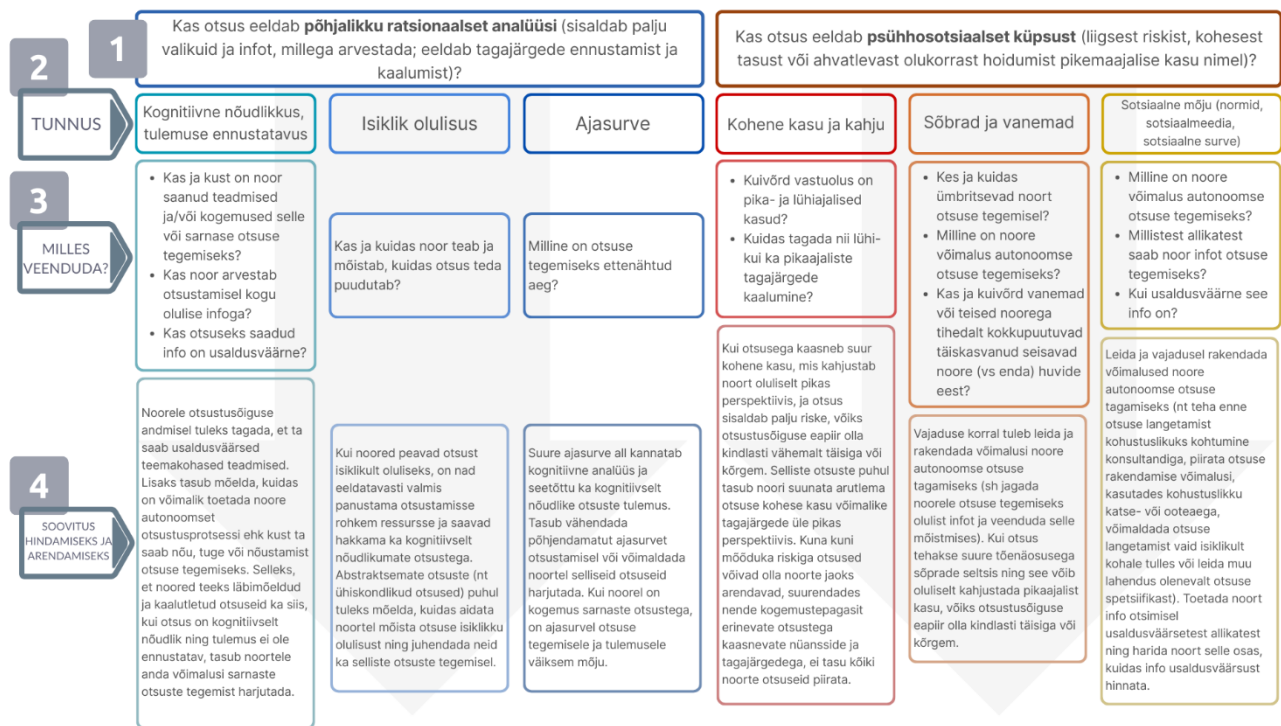 1
Kas otsus eeldab põhjalikku ratsionaalset analüüsi (sisaldab palju
valikuid ja infot, millega arvestada; eeldab tagajärgede ennustamist ja
kaalumist)?
Kas otsus eeldab psühhosotsiaalset küpsust (liigsest riskist, kohesest
tasust või ahvatlevast olukorrast hoidumist pikemaajalise kasu nimel)?
2
TUNNUS
Kognitiivne nõudlikkus,
tulemuse ennustatavus
Isiklik olulisus
Ajasurve
Kohene kasu ja kahju
Sõbrad ja vanemad
Sotsiaalne mõju (normid,
sotsiaalmeedia,
sotsiaalne surve)
3
MILLES
VEENDUDA?
• Kas ja kust on noor
saanud teadmised
ja/või kogemused selle
või sarnase otsuse
tegemiseks?
• Kas noor arvestab
otsustamisel kogu
olulise infoga?
• Kas otsuseks saadud
info on usaldusväärne?
Kas ja kuidas noor teab ja
mõistab, kuidas otsus teda
puudutab?
Milline on otsuse
tegemiseks ettenähtud
aeg?
• Kuivõrd vastuolus on
pika- ja lühiajalised
kasud?
• Kuidas tagada nii lühi-
kui ka pikaajaliste
tagajärgede
kaalumine?
• Kes ja kuidas
ümbritsevad noort
otsuse tegemisel?
• Milline on noore
võimalus autonoomse
otsuse tegemiseks?
• Kas ja kuivõrd vanemad
või teised noorega
tihedalt kokkupuutuvad
täiskasvanud seisavad
noore (vs enda) huvide
eest?
• Milline on noore
võimalus autonoomse
otsuse tegemiseks?
• Millistest allikatest
saab noor infot otsuse
tegemiseks?
• Kui usaldusväärne see
info on?
4
SOOVITUS
HINDAMISEKS JA
ARENDAMISEKS
Noorele otsustusõiguse
andmisel tuleks tagada, et ta
saab usaldusväärsed
teemakohased teadmised.
Lisaks tasub mõelda, kuidas
on võimalik toetada noore
autonoomset
otsustusprotsessi ehk kust ta
saab nõu, tuge või nõustamist
otsuse tegemiseks. Selleks,
et noored teeks läbimõeldud
ja kaalutletud otsuseid ka siis,
kui otsus on kognitiivselt
nõudlik ning tulemus ei ole
ennustatav, tasub noortele
anda võimalusi sarnaste
otsuste tegemist harjutada.
Kui noored peavad otsust
isiklikult oluliseks, on nad
eeldatavasti valmis
panustama otsustamisse
rohkem ressursse ja saavad
hakkama ka kognitiivselt
nõudlikumate otsustega.
Abstraktsemate otsuste (nt
ühiskondlikud otsused) puhul
tuleks mõelda, kuidas aidata
noortel mõista otsuse isiklikku
olulisust ning juhendada neid
ka selliste otsuste tegemisel.
Suure ajasurve all kannatab
kognitiivne analüüs ja
seetõttu ka kognitiivselt
nõudlike otsuste tulemus.
Tasub vähendada
põhjendamatut ajasurvet
otsustamisel või võimaldada
noortel selliseid otsuseid
harjutada. Kui noorel on
kogemus sarnaste otsustega,
on ajasurvel otsuse
tegemisele ja tulemusele
väiksem mõju.
Kui otsusega kaasneb suur
kohene kasu, mis kahjustab
noort oluliselt pikas
perspektiivis, ja otsus
sisaldab palju riske, võiks
otsustusõiguse eapiir olla
kindlasti vähemalt täisiga või
kõrgem. Selliste otsuste puhul
tasub noori suunata arutlema
otsuse kohese kasu võimalike
tagajärgede üle pikas
perspektiivis. Kuna kuni
mõõduka riskiga otsused
võivad olla noorte jaoks
arendavad, suurendades
nende kogemustepagasit
erinevate otsustega
kaasnevate nüansside ja
tagajärgedega, ei tasu kõiki
noorte otsuseid piirata.
Vajaduse korral tuleb leida ja
rakendada võimalusi noore
autonoomse otsuse
tagamiseks (sh jagada
noorele otsuse tegemiseks
olulist infot ja veenduda selle
mõistmises). Kui otsus
tehakse suure tõenäosusega
sõprade seltsis ning see võib
oluliselt kahjustada pikaajalist
kasu, võiks otsustusõiguse
eapiir olla kindlasti täisiga või
kõrgem.
Leida ja vajadusel rakendada
võimalused noore
autonoomse otsuse
tagamiseks (nt teha enne
otsuse langetamist
kohustuslikuks kohtumine
konsultandiga, piirata otsuse
rakendamise võimalusi,
kasutades kohustuslikku
katse- või ooteaega,
võimaldada otsuse
langetamist vaid isiklikult
kohale tulles või leida muu
lahendus olenevalt otsuse
spetsiifikast). Toetada noort
info otsimisel
usaldusväärsetest allikatest
ning harida noort selle osas,
kuidas info usaldusväärsust
hinnata.